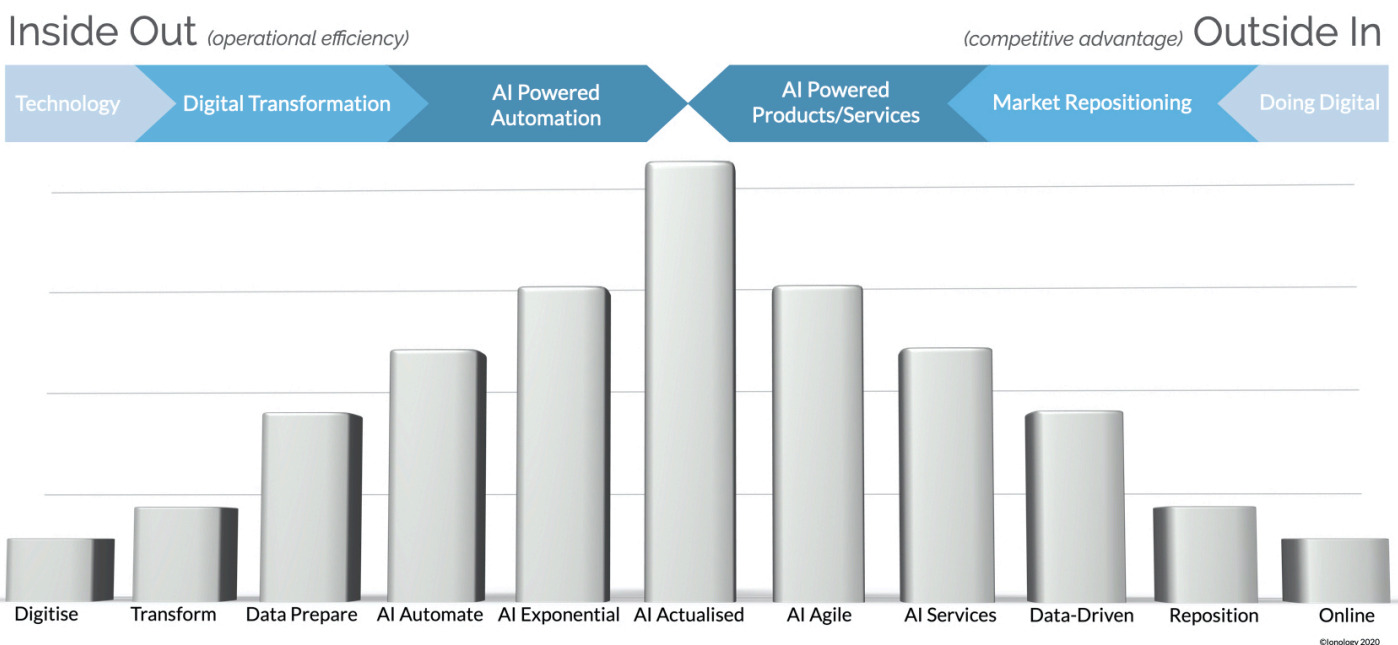 Inside Out (operational efficiency)
(competitive advantage) Outside In
Technology
Digital Transformation
AI Powered
Automation
AI Powered
Products/Services
Market Repositioning
Doing Digital
Digitise
Transform
Data Prepare
AI Automate
AI Exponential
AI Actualised
AI Agile
AI Services
Data-Driven
Reposition
Online
©Ionology 2020